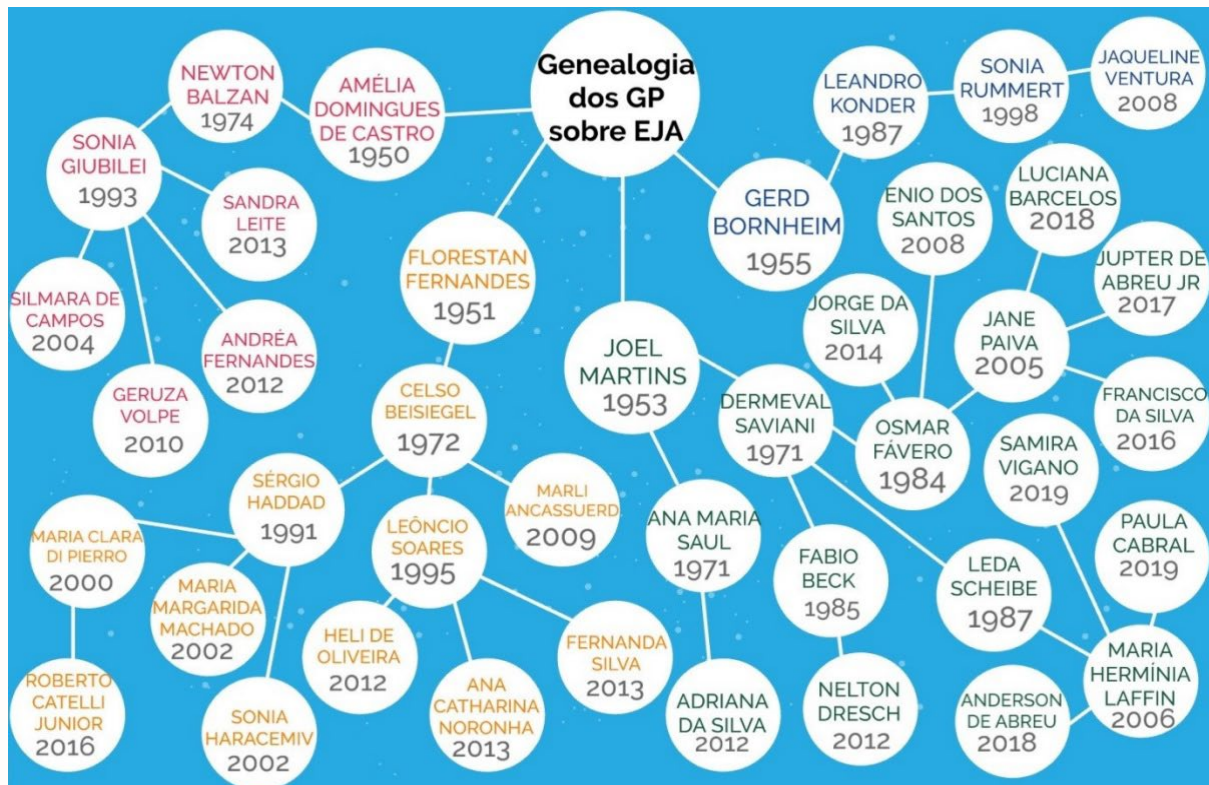 Genealogia
dos GP
sobre EJA
AMÉLIA
DOMINGUES
DE CASTRO
1950
NEWTON
BALZAN
1974
SONIA
GIUBILEI
1993
SANDRA
LEITE
2013
SILMARA DE
CAMPOS
2004
GERUZA
VOLPE
2010
ANDRÉA
FERNANDES
2012
FLORESTAN
FERNANDES
1951
CELSO
BEISIEGEL
1972
SÉRGIO
HADDAD
1991
MARIA CLARA
DI PIERRO
2000
ROBERTO
CATELLI
JUNIOR
2016
MARIA
MARGARIDA
MACHADO
2002
SONIA
HARACEMIV
2002
LEÔNCIO
SOARES
1995
HELI DE
OLIVEIRA
2012
ANA
CATHARINA
NORONHA
2013
FERNANDA
SILVA
2013
MARLI
ANCASSUERD
2009
JOEL
MARTINS
1953
ANA MARIA
SAUL
1971
ADRIANA
DA SILVA
2012
DERMEVAL
SAVIANI
1971
FABIO
BECK
1985
NELTON
DRESCH
2012
OSMAR
FÁVERO
1984
JORGE DA
SILVA
2014
ENIO DOS
SANTOS
2008
JANE
PAIVA
2005
LUCIANA
BARCELOS
2018
JUPTER DE
ABREU JR
2017
FRANCISCO
DA SILVA
2016
LEDA
SCHEIBE
1987
MARIA
HERMÍNIA
LAFFIN
2006
SAMIRA
VIGANO
2019
PAULA
CABRAL
2019
ANDERSON
DE ABREU
2018
GERD
BORNHEIM
1955
LEANDRO
KONDER
1987
SONIA
RUMMERT
1998
JAQUELINE
VENTURA
2008